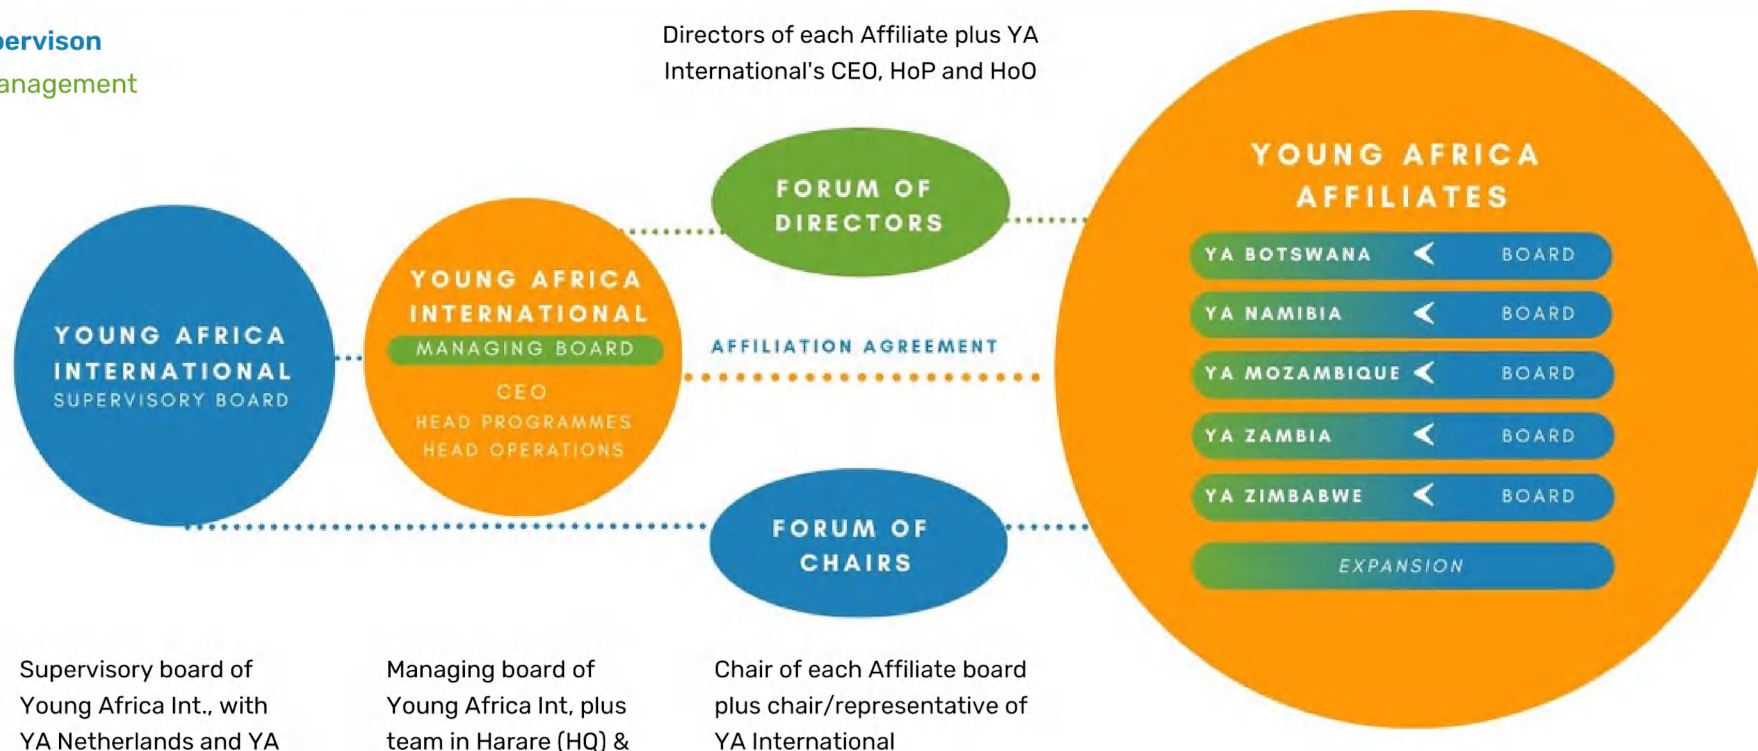 pervison
anagement
Directors of each Affiliate plus YA
International's CEO, HoP and HoO
FORUM OF
DIRECTORS
YOUNG AFRICA
INTERNATIONAL
SUPERVISORY BOARD
YOUNG AFRICA
INTERNATIONAL
MANAGING BOARD
CEO
HEAD PROGRAMMES
HEAD OPERATIONS
AFFILIATION AGREEMENT
FORUM OF
CHAIRS
YOUNG AFRICA
AFFILIATES
YA BOTSWANA BOARD
YA NAMIBIA BOARD
YA MOZAMBIQUE BOARD
YA ZAMBIA BOARD
YA ZIMBABWE BOARD
EXPANSION
Supervisory board of
Young Africa Int., with
YA Netherlands and YA
Managing board of
Young Africa Int, plus
team in Harare (HQ) &
Chair of each Affiliate board
plus chair/representative of
YA International